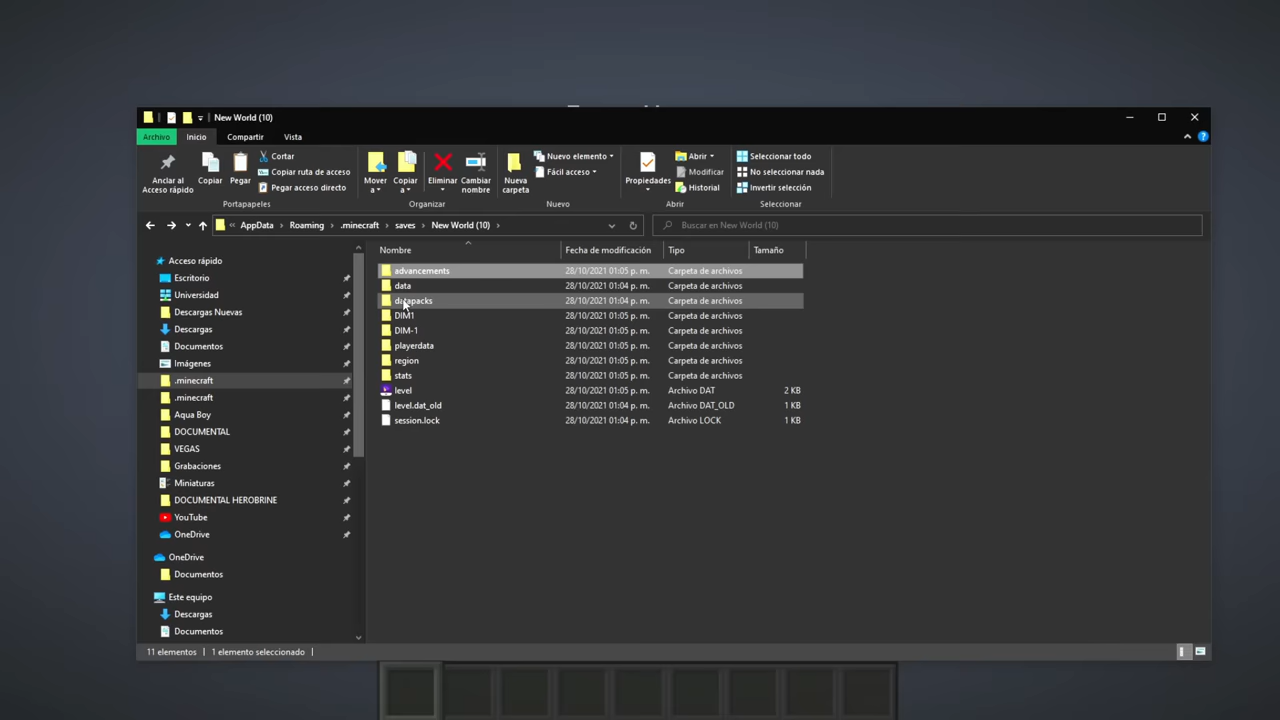 New World (10)
Archivo Inicio Compartir Vista
Anclar al Acceso rápido
Copiar
Pegar
Cortar
Copiar ruta de acceso
Pegar acceso directo
Portapapeles
Mover a
Copiar a
Eliminar
Cambiar nombre
Organizar
Nueva carpeta
Nuevo elemento
Fácil acceso
Nuevo
Propiedades
Abrir
Modificar
Historial
Abrir
Seleccionar todo
No seleccionar nada
Invertir selección
Seleccionar
« AppData > Roaming > .minecraft > saves > New World (10) >
Buscar en New World (10)
Acceso rápido
Escritorio
Universidad
Descargas Nuevas
Descargas
Documentos
Imágenes
.minecraft
.minecraft
Aqua Boy
DOCUMENTAL
VEGAS
Grabaciones
Miniaturas
DOCUMENTAL HEROBRINE
YouTube
OneDrive
OneDrive
Documentos
Este equipo
Descargas
Documentos
Nombre Fecha de modificación Tipo Tamaño
advancements 28/10/2021 01:05 p. m. Carpeta de archivos
data 28/10/2021 01:05 p. m. Carpeta de archivos
datapacks 28/10/2021 01:04 p. m. Carpeta de archivos
DIM1 28/10/2021 01:05 p. m. Carpeta de archivos
DIM-1 28/10/2021 01:05 p. m. Carpeta de archivos
playerdata 28/10/2021 01:05 p. m. Carpeta de archivos
region 28/10/2021 01:05 p. m. Carpeta de archivos
stats 28/10/2021 01:05 p. m. Carpeta de archivos
level 28/10/2021 01:05 p. m. Archivo DAT 2 KB
level.dat_old 28/10/2021 01:04 p. m. Archivo DAT_OLD 1 KB
session.lock 28/10/2021 01:04 p. m. Archivo LOCK 1 KB
11 elementos 1 elemento seleccionado